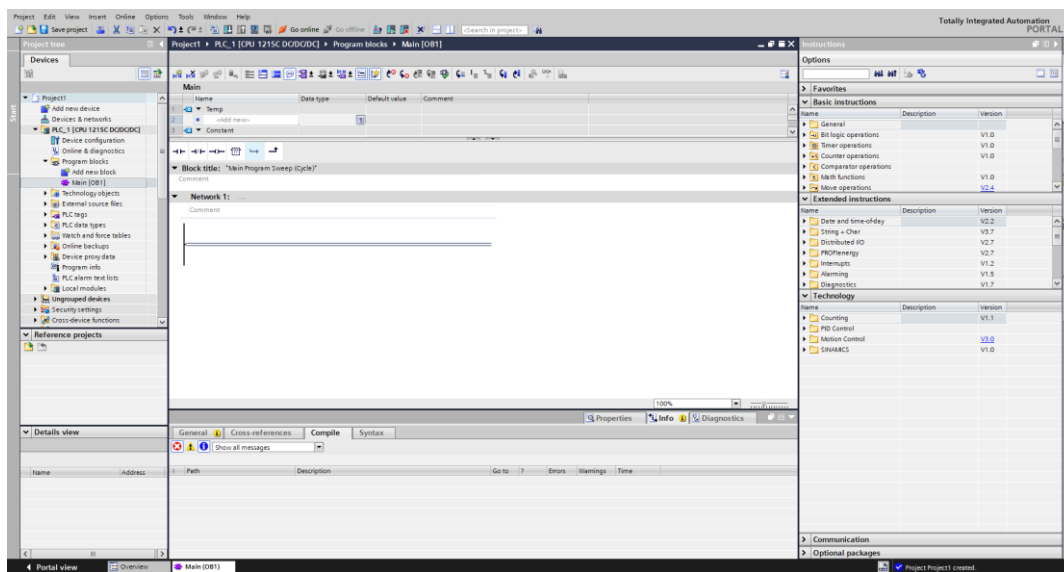 Project Edit View Insert Online Options Tools Window Help
Totally Integrated Automation
PORTAL
Save project
Go online
Go offline
<Search in project>
Project tree
Project1 ▸ PLC_1 [CPU 1215C DC/DC/DC] ▸ Program blocks ▸ Main [OB1]
Instructions
Devices
Options
Start
Project1
Add new device
Devices & networks
PLC_1 [CPU 1215C DC/DC/DC]
Device configuration
Online & diagnostics
Program blocks
Add new block
Main [OB1]
Technology objects
External source files
PLC tags
PLC data types
Watch and force tables
Online backups
Device proxy data
Program info
PLC alarm text lists
Local modules
Ungrouped devices
Security settings
Cross-device functions
Reference projects
Details view
Name Address
Main
Name Data type Default value Comment
1 Temp
2 <Add new>
3 Constant
Block title: "Main Program Sweep (Cycle)"
Comment
Network 1: ...
Comment
100%
Properties Info Diagnostics
General Cross-references Compile Syntax
Show all messages
! Path Description Go to ? Errors Warnings Time
Favorites
Basic instructions
Name Description Version
General
Bit logic operations V1.0
Timer operations V1.0
Counter operations V1.0
Comparator operations
Math functions V1.0
Move operations V2.4
Extended instructions
Name Description Version
Date and time-of-day V2.2
String + Char V3.7
Distributed I/O V2.7
PROFIenergy V2.7
Interrupts V1.2
Alarming V1.5
Diagnostics V1.7
Technology
Name Description Version
Counting V1.1
PID Control
Motion Control V3.0
SINAMICS V1.0
Communication
Optional packages
Portal view
Overview
Main (OB1)
Project Project1 created.